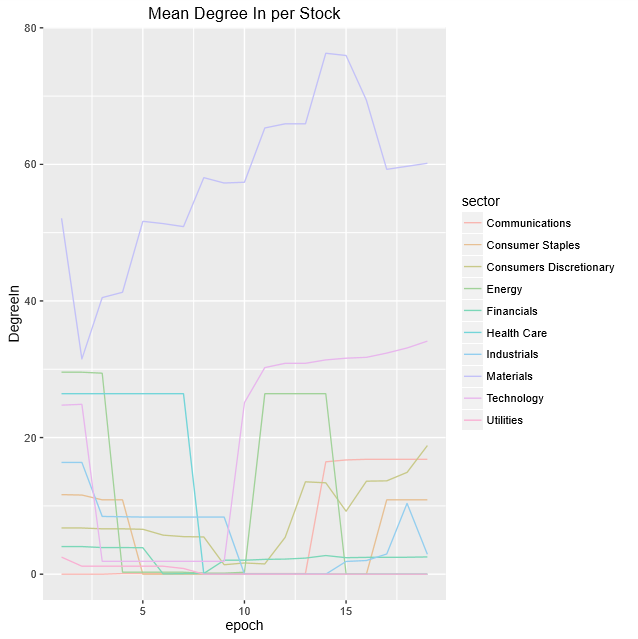 Mean Degree In per Stock
80
60
40
20
0
DegreeIn
5
10
15
epoch
sector
Communications
Consumer Staples
Consumers Discretionary
Energy
Financials
Health Care
Industrials
Materials
Technology
Utilities